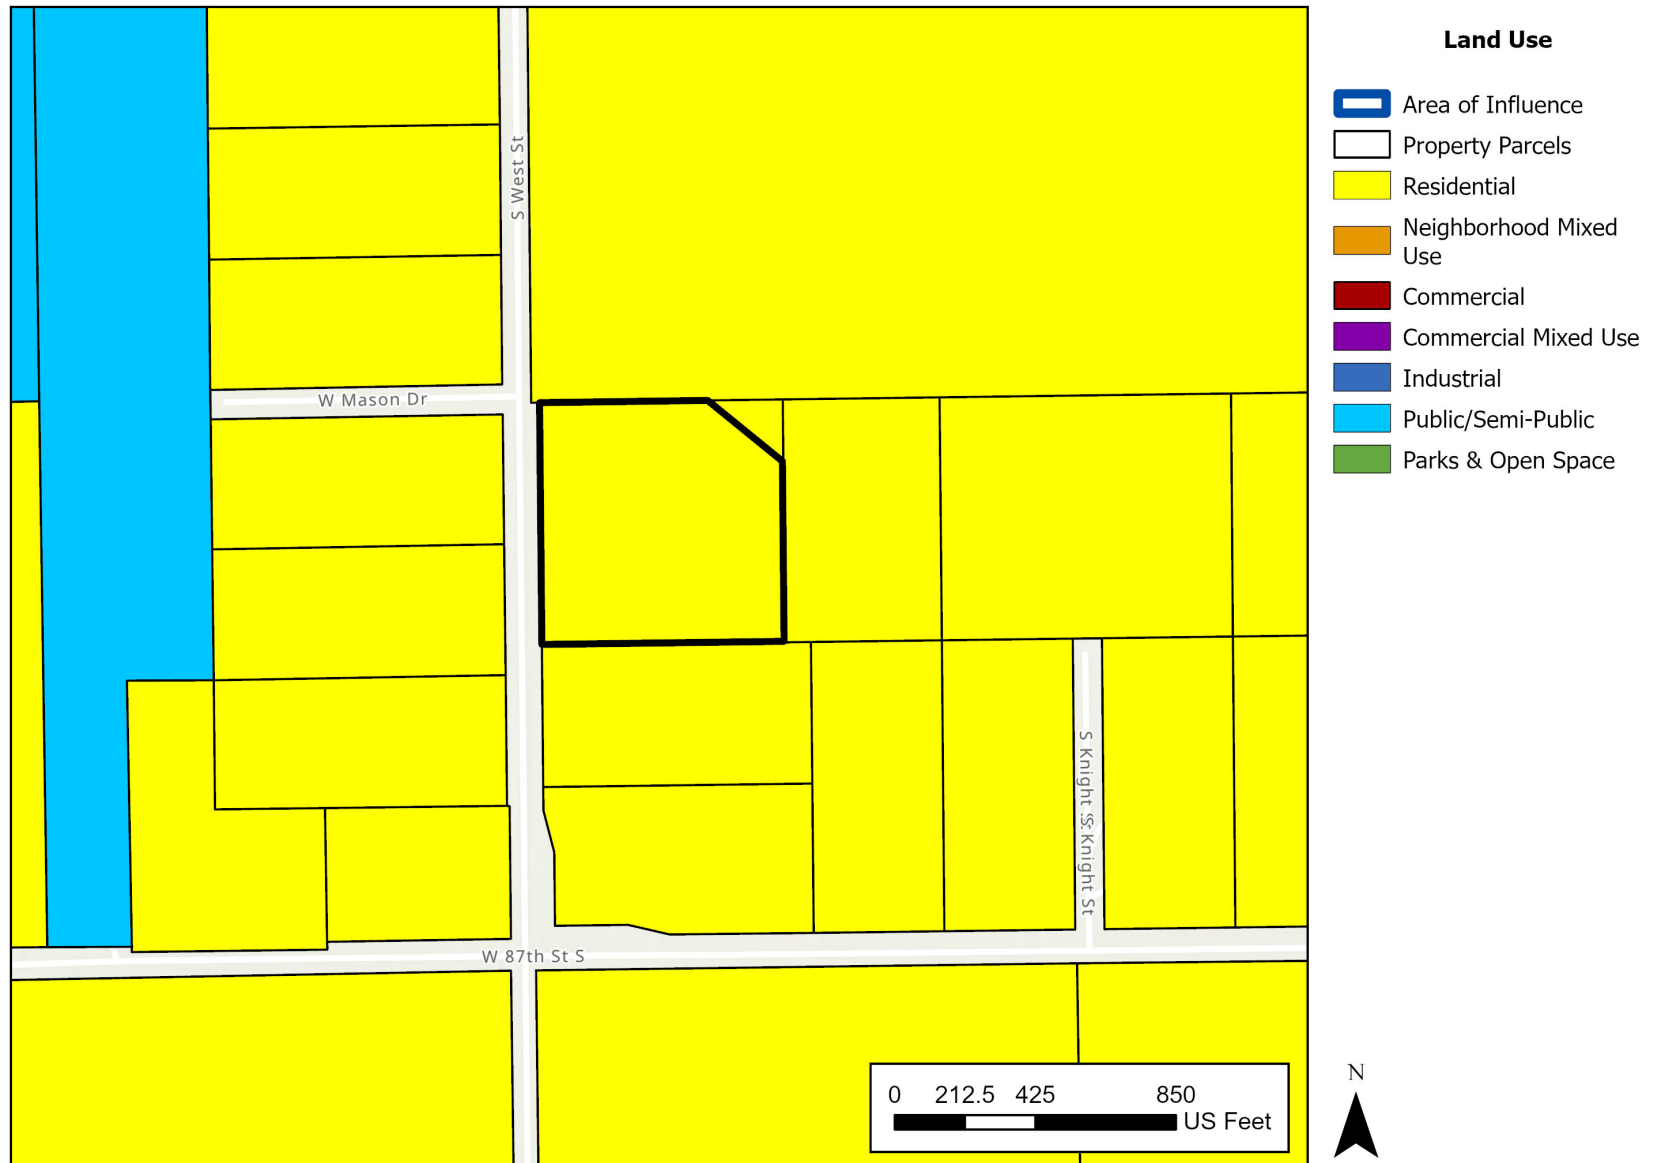 Land Use
Area of Influence
Property Parcels
Residential
Neighborhood Mixed
Use
Commercial
Commercial Mixed Use
Industrial
Public/Semi-Public
Parks & Open Space
S West St
W Mason Dr
S Knight St
S Knight St
W 87th St S
0 212.5 425 850
US Feet
N